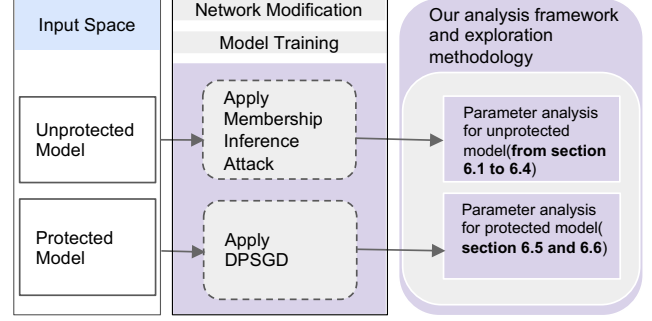 Input Space
Network Modification
Model Training
Our analysis framework
and exploration
methodology
Unprotected
Model
Apply
Membership
Inference
Attack
Parameter analysis
for unprotected
model(from section
6.1 to 6.4)
Protected
Model
Apply
DPSGD
Parameter analysis
for protected model(
section 6.5 and 6.6)